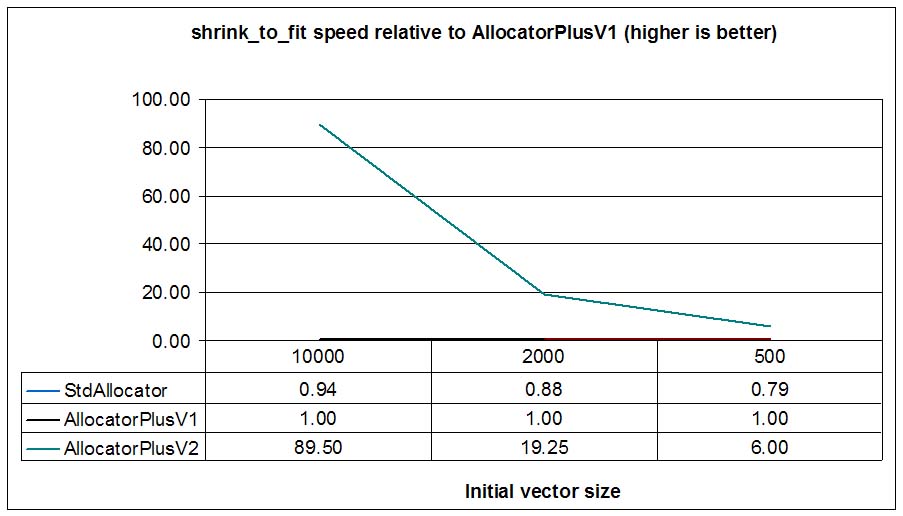 shrink_to_fit speed relative to AllocatorPlusV1 (higher is better)
100.00
80.00
60.00
40.00
20.00
0.00
10000 2000 500
StdAllocator 0.94 0.88 0.79
AllocatorPlusV1 1.00 1.00 1.00
AllocatorPlusV2 89.50 19.25 6.00
Initial vector size